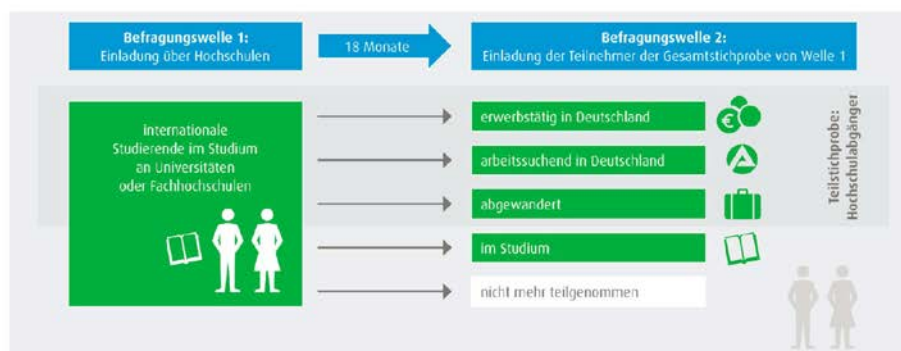 Befragungswelle 1:
Einladung über Hochschulen
18 Monate
Befragungswelle 2:
Einladung der Teilnehmer der Gesamtstichprobe von Welle 1
internationale
Studierende im Studium
an Universitäten
oder Fachhochschulen
erwerbstätig in Deutschland
€
arbeitssuchend in Deutschland
abgewandert
im Studium
nicht mehr teilgenommen
Teilstichprobe:
Hochschulabgänger